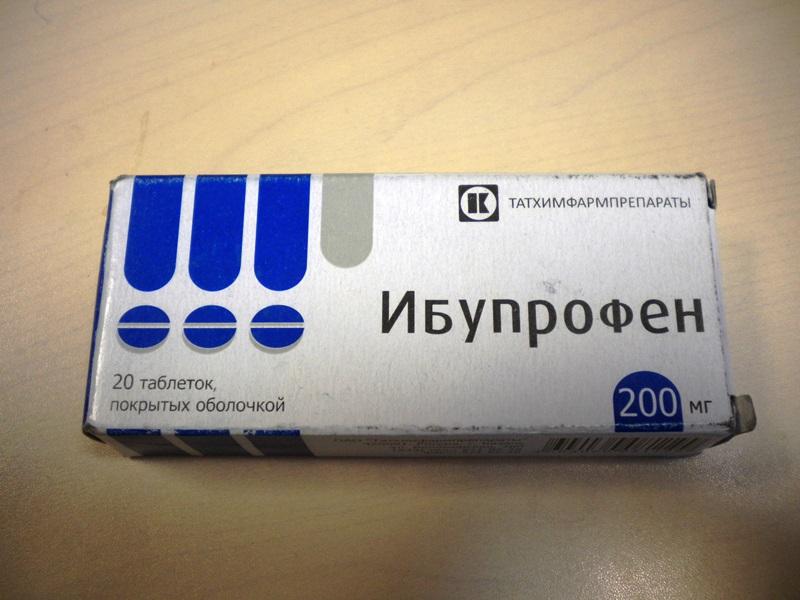 ТАТХИМФАРМПРЕПАРАТЫ
Ибупрофен
20 таблеток,
покрытых оболочкой
200 мг